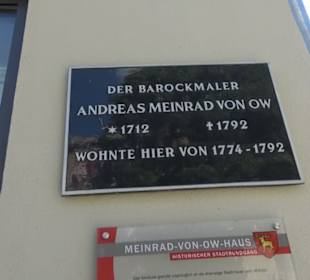 DER BAROCKMALER
ANDREAS MEINRAD VON OW
*1712 †1792
WOHNTE HIER VON 1774-1792
MEINRAD-VON-OW-HAUS
HISTORISCHER STADTRUNDGANG